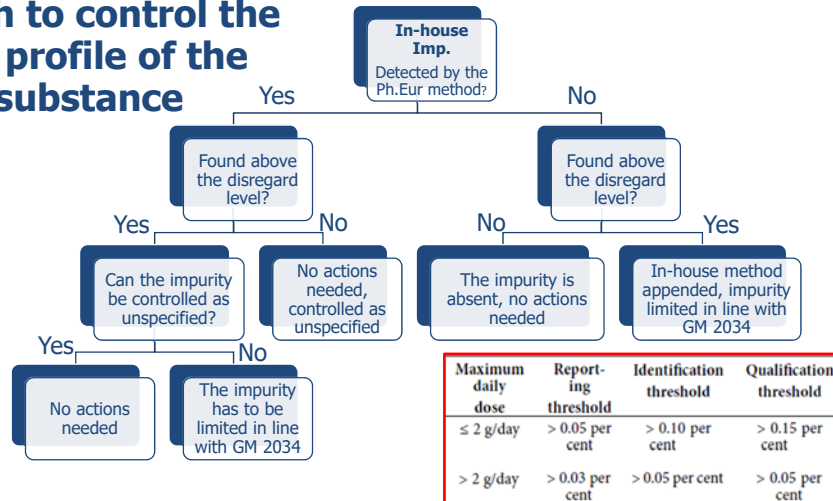 h to control the
profile of the
substance
In-house
Imp.
Detected by the
Ph.Eur method?
Yes
No
Found above
the disregard
level?
Found above
the disregard
level?
Yes
No
No
Yes
Can the impurity
be controlled as
unspecified?
No actions
needed,
controlled as
unspecified
The impurity is
absent, no actions
needed
In-house method
appended, impurity
limited in line with
GM 2034
Yes
No
No actions
needed
The impurity
has to be
limited in line
with GM 2034
Maximum daily dose Report-ing threshold Identification threshold Qualification threshold
≤ 2 g/day > 0.05 per cent > 0.10 per cent > 0.15 per cent
> 2 g/day > 0.03 per cent > 0.05 per cent > 0.05 per cent